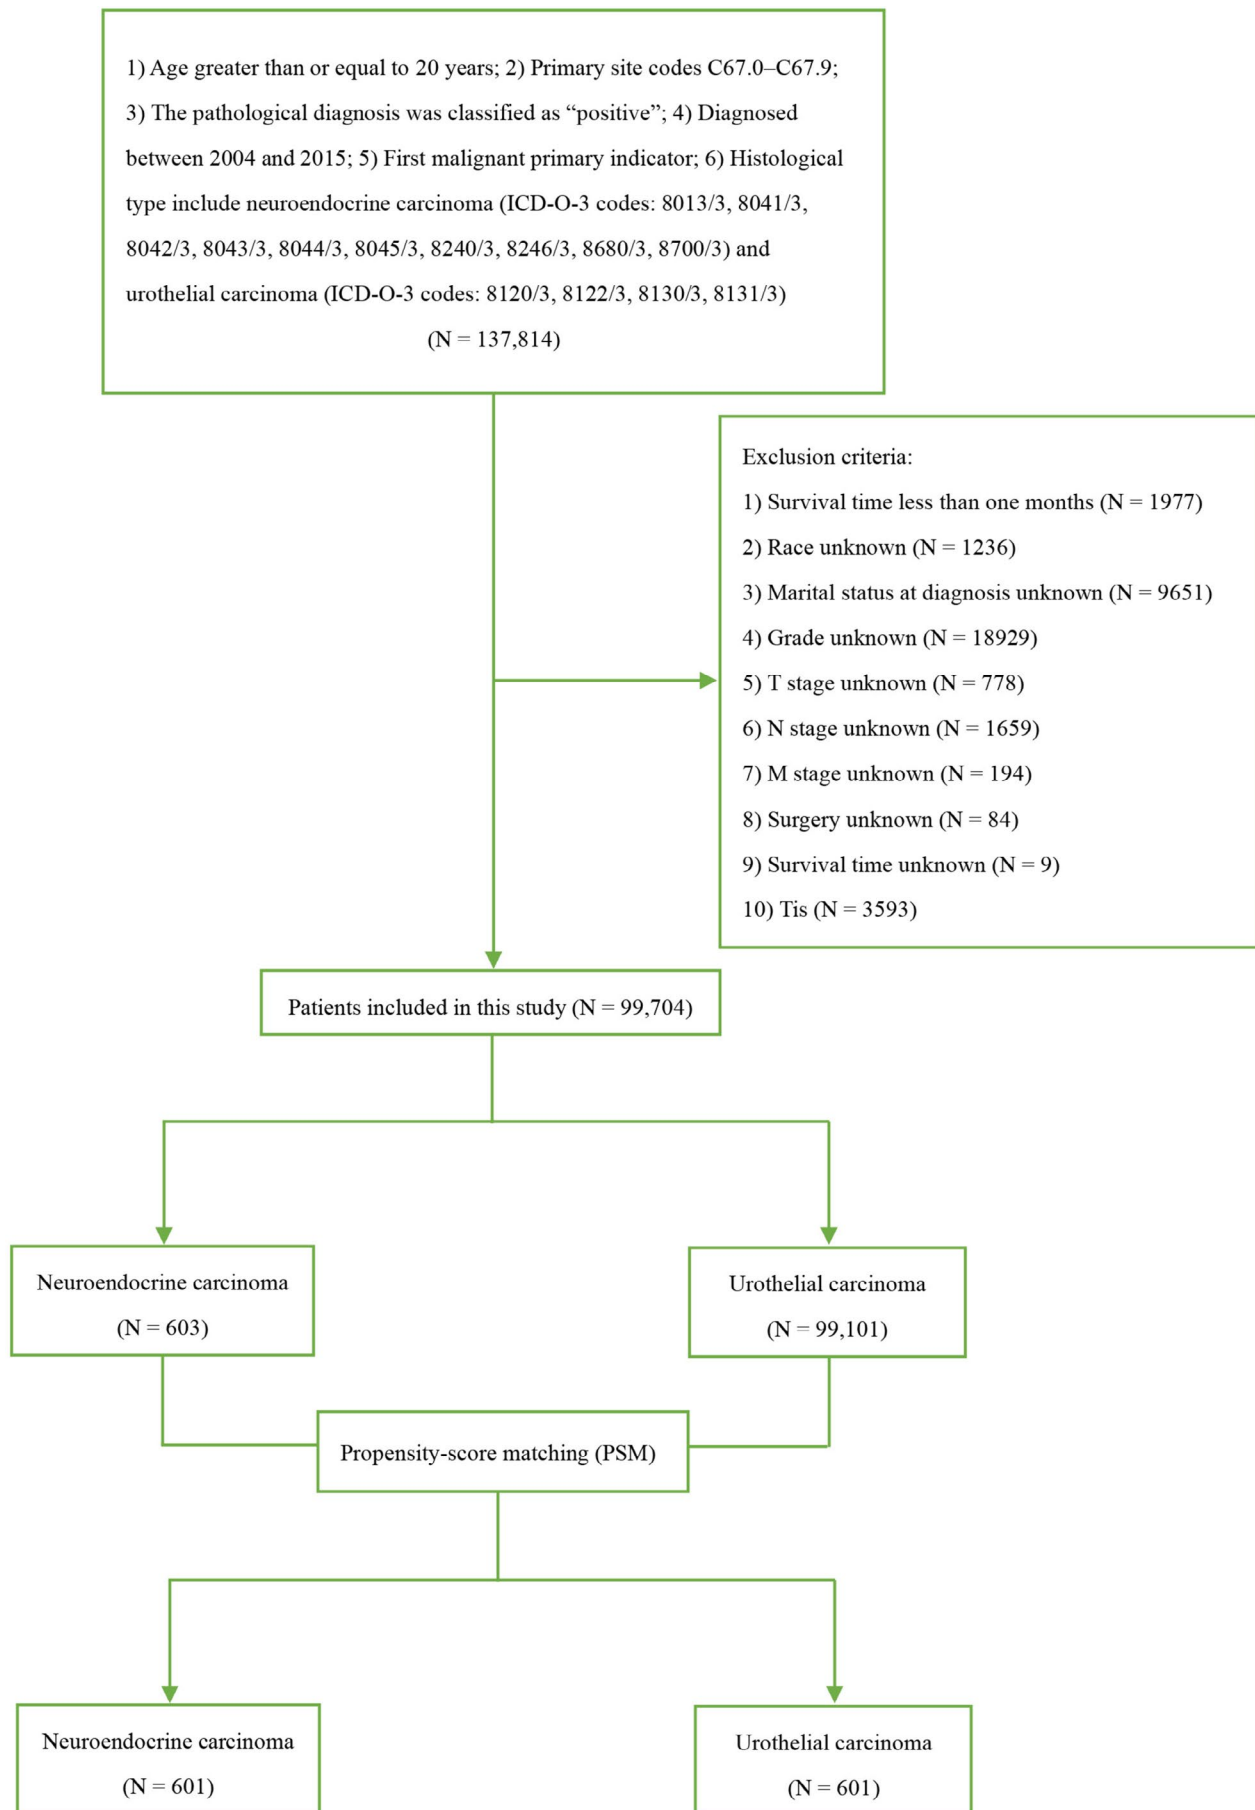 1) Age greater than or equal to 20 years; 2) Primary site codes C67.0–C67.9;
3) The pathological diagnosis was classified as “positive”; 4) Diagnosed
between 2004 and 2015; 5) First malignant primary indicator; 6) Histological
type include neuroendocrine carcinoma (ICD-O-3 codes: 8013/3, 8041/3,
8042/3, 8043/3, 8044/3, 8045/3, 8240/3, 8246/3, 8680/3, 8700/3) and
urothelial carcinoma (ICD-O-3 codes: 8120/3, 8122/3, 8130/3, 8131/3)
(N = 137,814)
Exclusion criteria:
1) Survival time less than one months (N = 1977)
2) Race unknown (N = 1236)
3) Marital status at diagnosis unknown (N = 9651)
4) Grade unknown (N = 18929)
5) T stage unknown (N = 778)
6) N stage unknown (N = 1659)
7) M stage unknown (N = 194)
8) Surgery unknown (N = 84)
9) Survival time unknown (N = 9)
10) Tis (N = 3593)
Patients included in this study (N = 99,704)
Neuroendocrine carcinoma
(N = 603)
Urothelial carcinoma
(N = 99,101)
Propensity-score matching (PSM)
Neuroendocrine carcinoma
(N = 601)
Urothelial carcinoma
(N = 601)